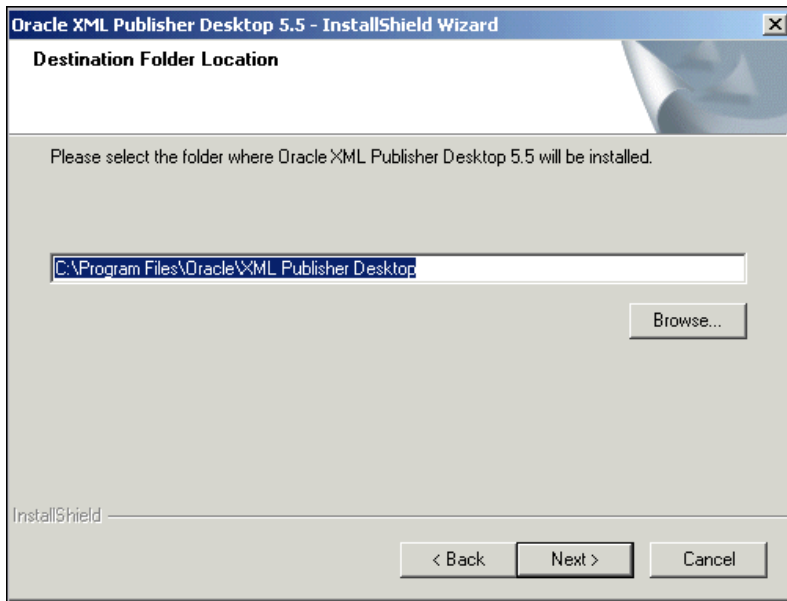 Oracle XML Publisher Desktop 5.5 - InstallShield Wizard
Destination Folder Location
Please select the folder where Oracle XML Publisher Desktop 5.5 will be installed.
C:\Program Files\Oracle\XML Publisher Desktop
Browse...
InstallShield
< Back Next > Cancel